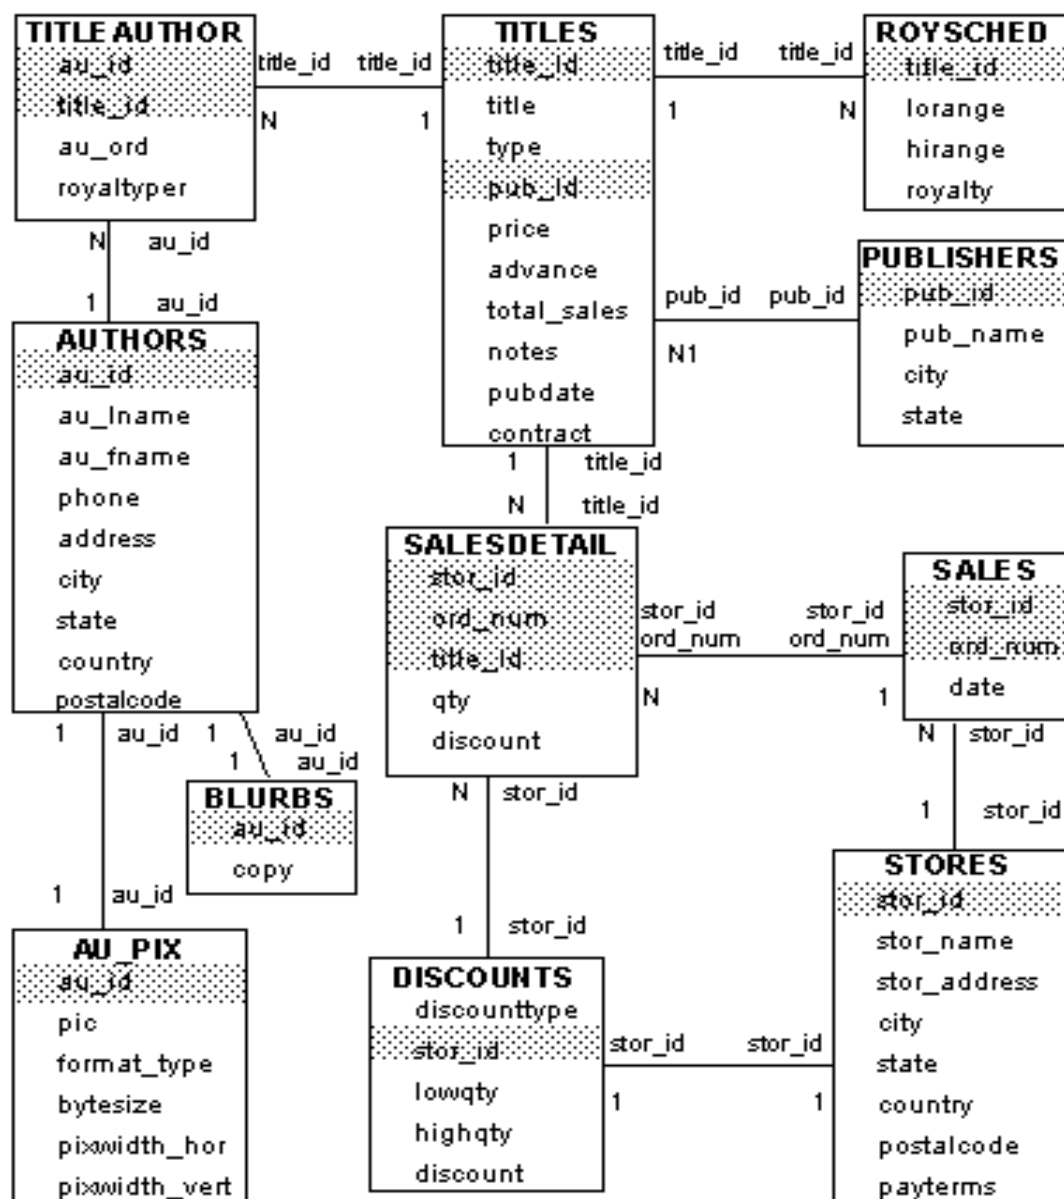 TITLEAUTHOR
au_id
title_id
au_ord
royaltyper
title_id title_id
N 1
TITLES
title_id
title
type
pub_id
price
advance
total_sales
notes
pubdate
contract
title_id title_id
1 N
ROYSCHED
title_id
lorange
hirange
royalty
N au_id
1 au_id
pub_id pub_id
N1
PUBLISHERS
pub_id
pub_name
city
state
AUTHORS
au_id
au_lname
au_fname
phone
address
city
state
country
postalcode
1 title_id
N title_id
SALESDETAIL
stor_id
ord_num
title_id
qty
discount
stor_id stor_id
ord_num ord_num
N 1
SALES
stor_id
ord_num
date
1 au_id 1 au_id
1 au_id
BLURBS
au_id
copy
N stor_id
1 stor_id
N stor_id
1 stor_id
1 au_id
AU_PIX
au_id
pic
format_type
bytesize
pixwidth_hor
pixwidth_vert
DISCOUNTS
discounttype
stor_id
lowqty
highqty
discount
stor_id stor_id
1 1
STORES
stor_id
stor_name
stor_address
city
state
country
postalcode
payterms